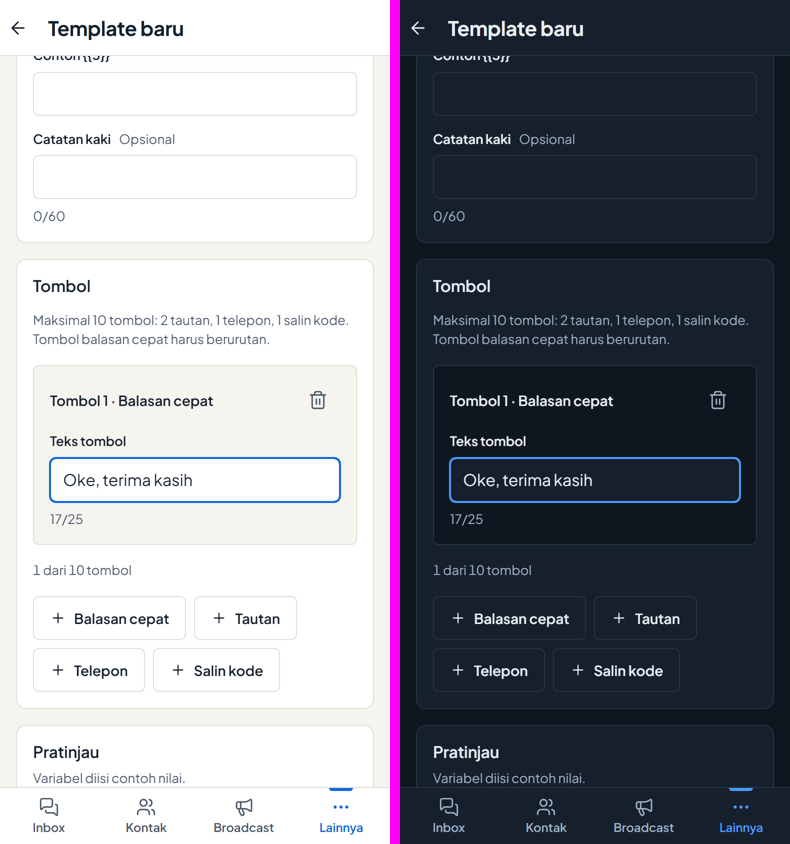 Template baru
Contoh {{3}}
Catatan kaki Opsional
0/60
Tombol
Maksimal 10 tombol: 2 tautan, 1 telepon, 1 salin kode.
Tombol balasan cepat harus berurutan.
Tombol 1 · Balasan cepat
Teks tombol
Oke, terima kasih
17/25
1 dari 10 tombol
+ Balasan cepat
+ Tautan
+ Telepon
+ Salin kode
Pratinjau
Variabel diisi contoh nilai.
Inbox
Kontak
Broadcast
Lainnya
Template baru
Contoh {{3}}
Catatan kaki Opsional
0/60
Tombol
Maksimal 10 tombol: 2 tautan, 1 telepon, 1 salin kode.
Tombol balasan cepat harus berurutan.
Tombol 1 · Balasan cepat
Teks tombol
Oke, terima kasih
17/25
1 dari 10 tombol
+ Balasan cepat
+ Tautan
+ Telepon
+ Salin kode
Pratinjau
Variabel diisi contoh nilai.
Inbox
Kontak
Broadcast
Lainnya